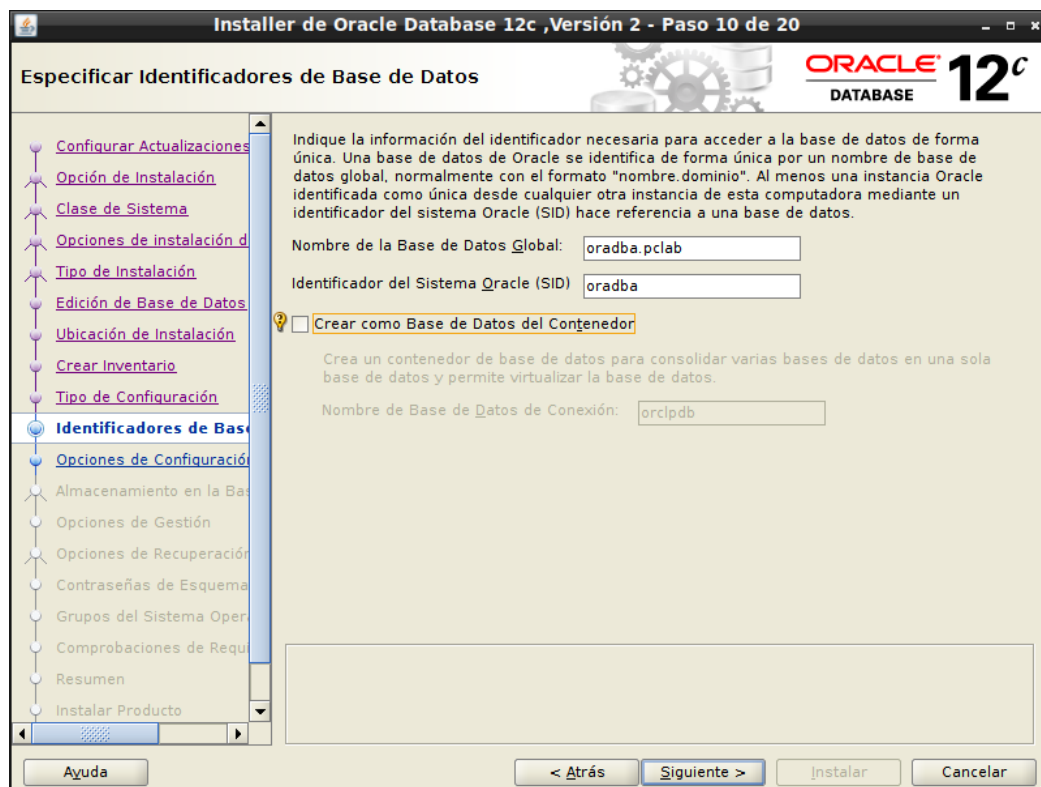 Installer de Oracle Database 12c ,Versión 2 - Paso 10 de 20
Especificar Identificadores de Base de Datos
ORACLE 12c
DATABASE
Configurar Actualizaciones
Opción de Instalación
Clase de Sistema
Opciones de instalación d
Tipo de Instalación
Edición de Base de Datos
Ubicación de Instalación
Crear Inventario
Tipo de Configuración
Identificadores de Base
Opciones de Configuración
Almacenamiento en la Bas
Opciones de Gestión
Opciones de Recuperación
Contraseñas de Esquema
Grupos del Sistema Opera
Comprobaciones de Requi
Resumen
Instalar Producto
Indique la información del identificador necesaria para acceder a la base de datos de forma
única. Una base de datos de Oracle se identifica de forma única por un nombre de base de
datos global, normalmente con el formato "nombre.dominio". Al menos una instancia Oracle
identificada como única desde cualquier otra instancia de esta computadora mediante un
identificador del sistema Oracle (SID) hace referencia a una base de datos.
Nombre de la Base de Datos Global: oradba.pclab
Identificador del Sistema Oracle (SID) oradba
Crear como Base de Datos del Contenedor
Crea un contenedor de base de datos para consolidar varias bases de datos en una sola
base de datos y permite virtualizar la base de datos.
Nombre de Base de Datos de Conexión: orclpdb
Ayuda < Atrás Siguiente > Instalar Cancelar